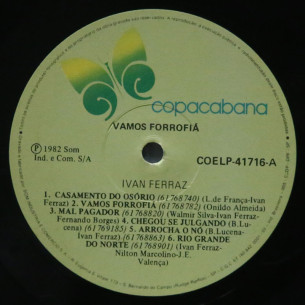 copacabana
VAMOS FORROFIÁ
℗ 1982 Som
Ind. e Com. S/A
COELP-41716-A
IVAN FERRAZ
1. CASAMENTO DO OSÓRIO (61768740) (L. de França-Ivan
Ferraz) 2. VAMOS FORROFIÁ (61768782) (Onildo Almeida)
3. MAL PAGADOR (61768820) (Walmir Silva-Ivan Ferraz-
Fernando Borges) 4. CHEGOU SE JULGANDO (B.Lu-
cena) (61769185) 5. ARROCHA O NÓ (B.Lucena-
Ivan Ferraz) (61768863) 6. RIO GRANDE
DO NORTE (61768901) (Ivan Ferraz-
Nilton Marcolino-J.E.
Valença)